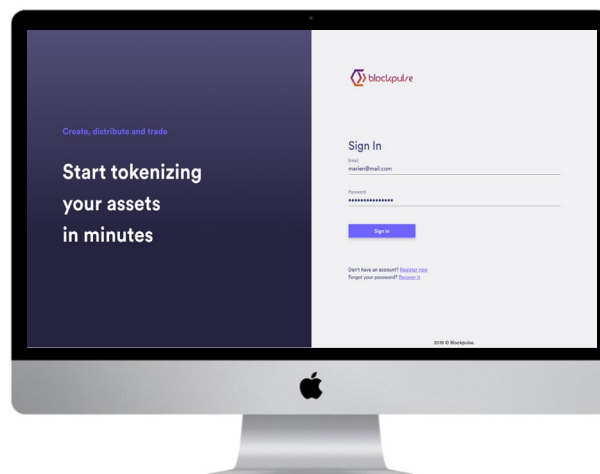 Create, distribute and trade
Start tokenizing
your assets
in minutes
blockpulse
Sign In
Email
marien@mail.com
Password
•••••••••••••••
Sign in
Don't have an account? Register now
Forgot your password? Recover it
2019 © Blockpulse.